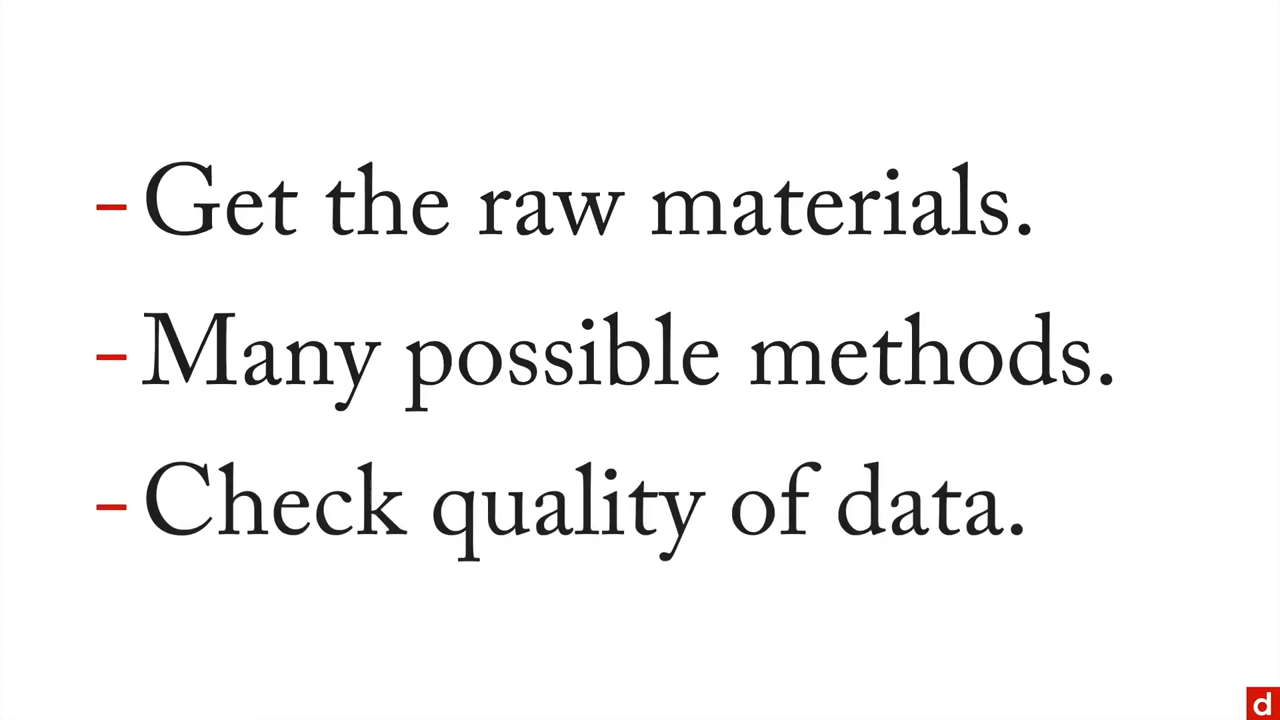 - Get the raw materials.
- Many possible methods.
- Check quality of data.
d